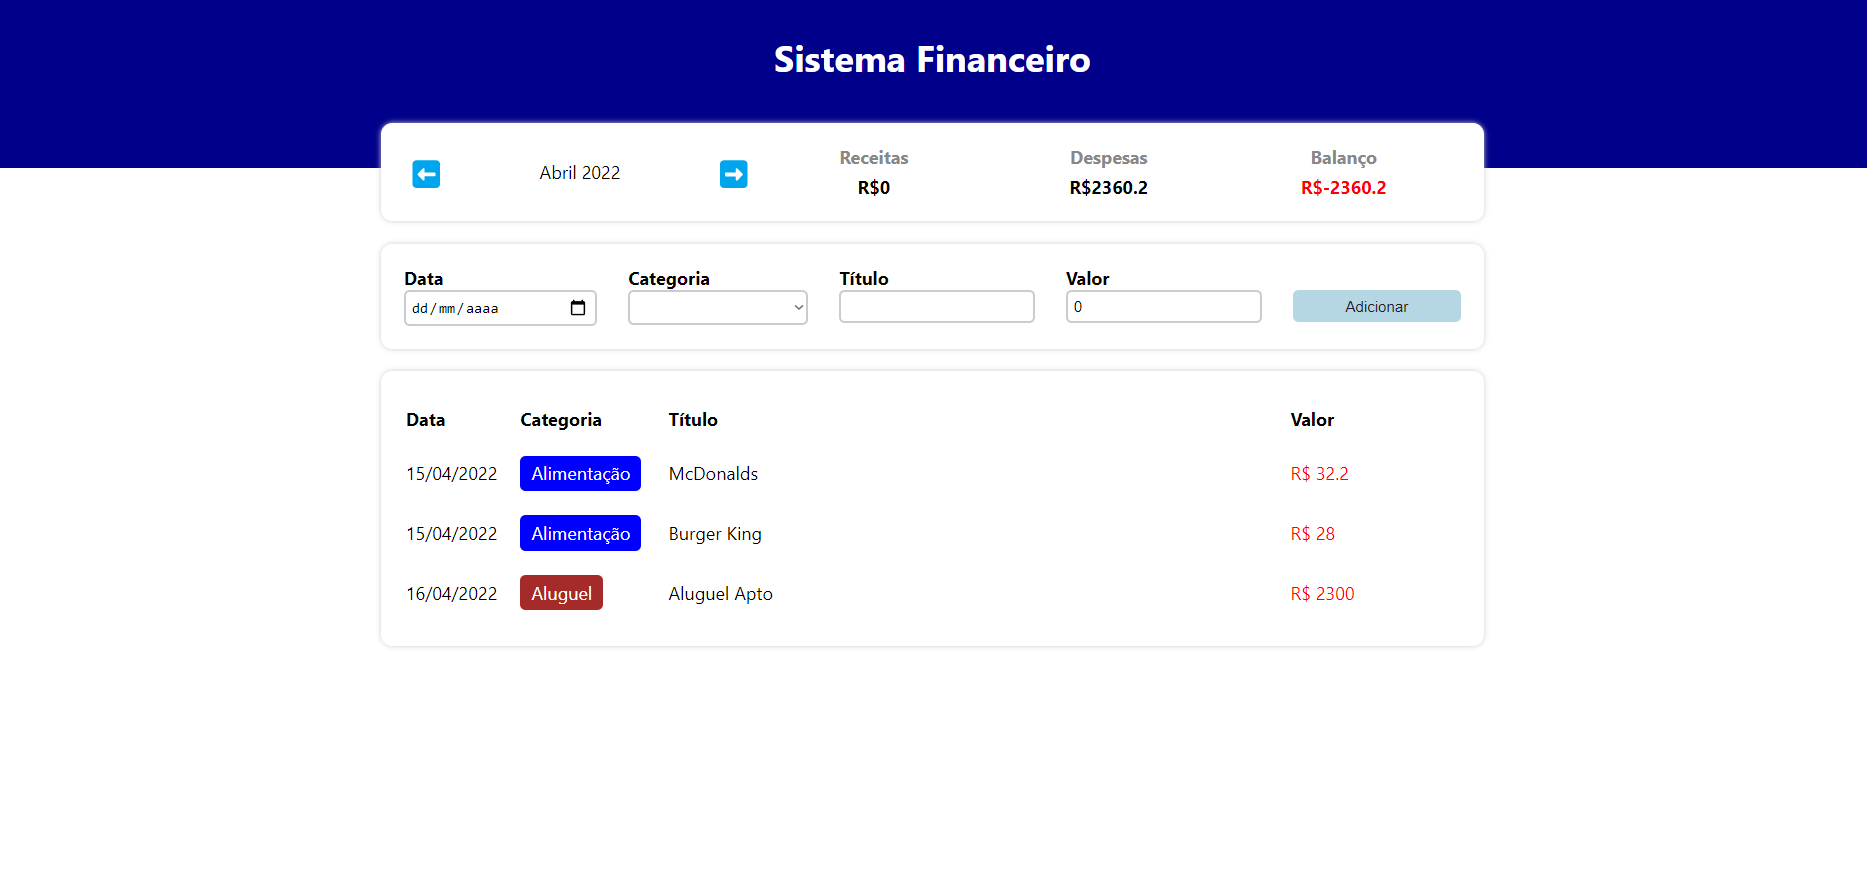 Sistema Financeiro
Abril 2022
Receitas Despesas Balanço
R$0 R$2360.2 R$-2360.2
Data Categoria Título Valor
dd/mm/aaaa 0 Adicionar
Data Categoria Título Valor
15/04/2022 Alimentação McDonalds R$ 32.2
15/04/2022 Alimentação Burger King R$ 28
16/04/2022 Aluguel Aluguel Apto R$ 2300